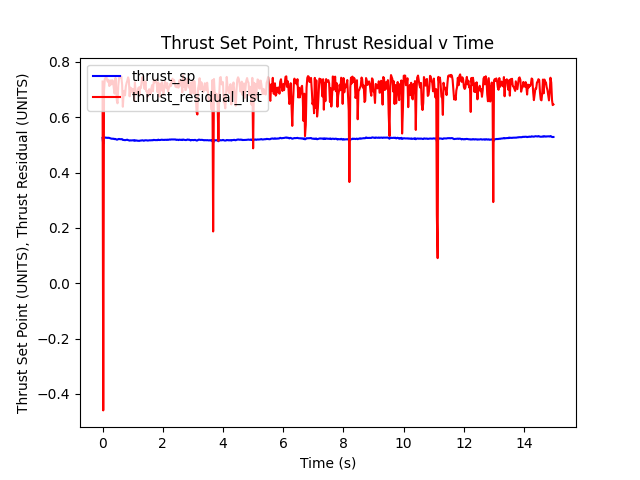 Thrust Set Point, Thrust Residual v Time
thrust_sp
thrust_residual_list
Thrust Set Point (UNITS), Thrust Residual (UNITS)
0.8
0.6
0.4
0.2
0.0
−0.2
−0.4
0 2 4 6 8 10 12 14
Time (s)